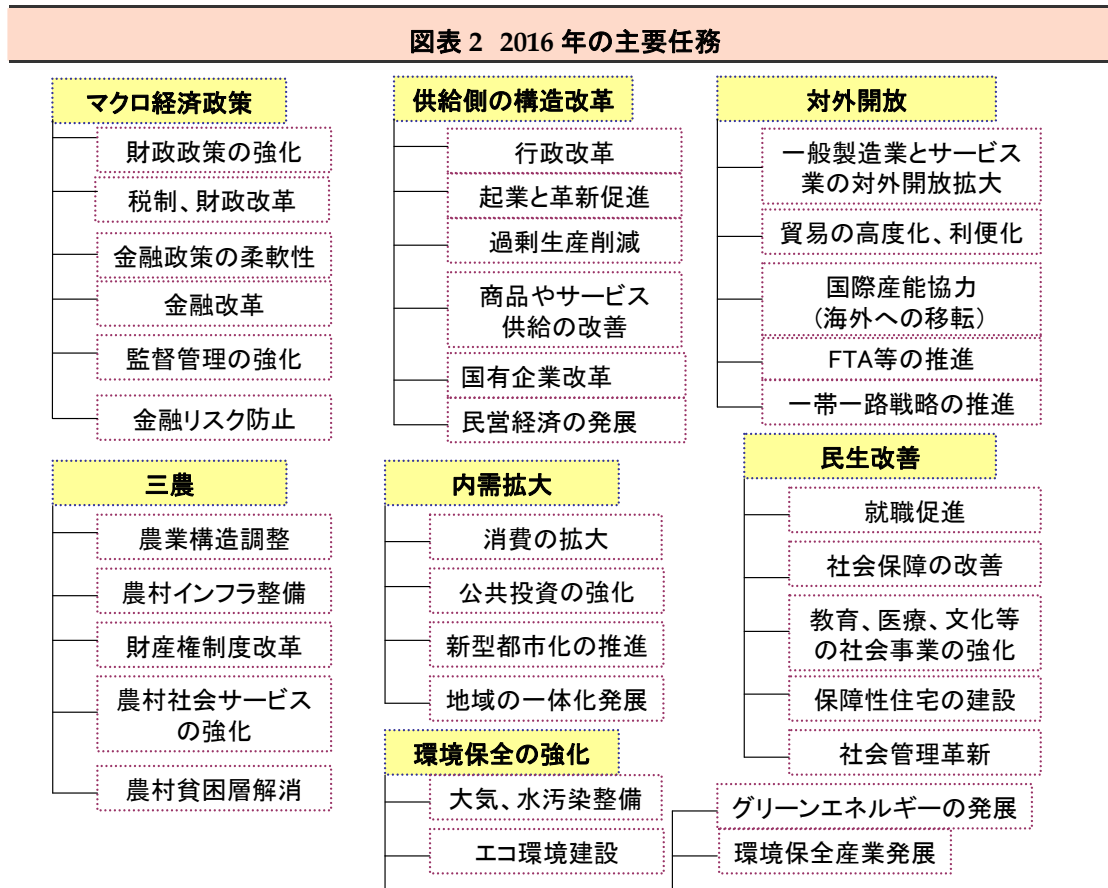 図表 2 2016 年の主要任務
マクロ経済政策
財政政策の強化
税制、財政改革
金融政策の柔軟性
金融改革
監督管理の強化
金融リスク防止
供給側の構造改革
行政改革
起業と革新促進
過剰生産削減
商品やサービス
供給の改善
国有企業改革
民営経済の発展
対外開放
一般製造業とサービス
業の対外開放拡大
貿易の高度化、利便化
国際産能協力
(海外への移転)
FTA等の推進
一帯一路戦略の推進
三農
農業構造調整
農村インフラ整備
財産権制度改革
農村社会サービス
の強化
農村貧困層解消
内需拡大
消費の拡大
公共投資の強化
新型都市化の推進
地域の一体化発展
民生改善
就職促進
社会保障の改善
教育、医療、文化等
の社会事業の強化
保障性住宅の建設
社会管理革新
環境保全の強化
大気、水汚染整備
エコ環境建設
グリーンエネルギーの発展
環境保全産業発展